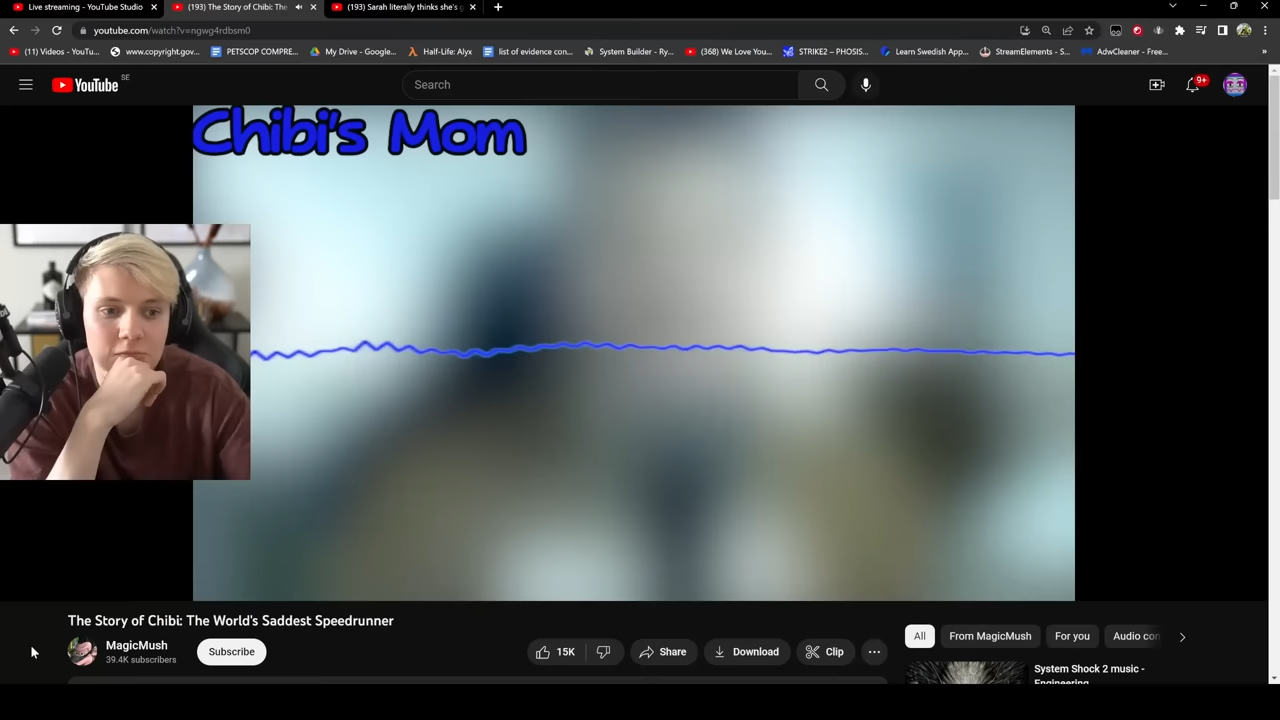 Live streaming - YouTube Studio
(193) The Story of Chibi: The
(193) Sarah literally thinks she's g
youtube.com/watch?v=ngwg4rdbsm0
(11) Videos - YouTu...
www.copyright.gov...
PETSCOP COMPRE...
My Drive - Google...
Half-Life: Alyx
list of evidence con...
System Builder - Ry...
(368) We Love You...
STRIKE2 – PHOSIS...
Learn Swedish App...
StreamElements - S...
AdwCleaner - Free...
YouTube SE
Search
9+
Chibi's Mom
The Story of Chibi: The World's Saddest Speedrunner
MagicMush
39.4K subscribers
Subscribe
15K
Share
Download
Clip
All
From MagicMush
For you
Audio con
System Shock 2 music -
Engineering